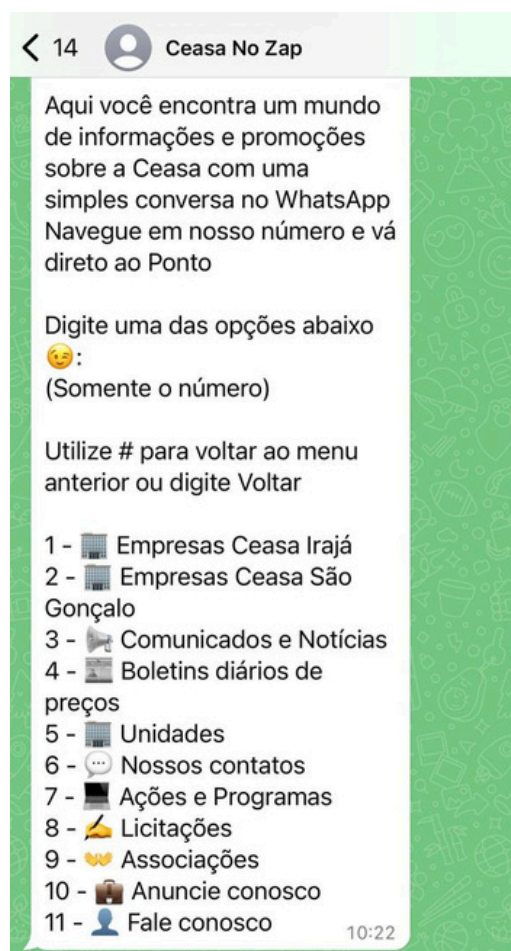 14 Ceasa No Zap
Aqui você encontra um mundo
de informações e promoções
sobre a Ceasa com uma
simples conversa no WhatsApp
Navegue em nosso número e vá
direto ao Ponto
Digite uma das opções abaixo
😉:
(Somente o número)
Utilize # para voltar ao menu
anterior ou digite Voltar
1 - 🏢 Empresas Ceasa Irajá
2 - 🏢 Empresas Ceasa São
Gonçalo
3 - 📢 Comunicados e Notícias
4 - 📰 Boletins diários de
preços
5 - 🏢 Unidades
6 - 💬 Nossos contatos
7 - 💻 Ações e Programas
8 - ✍️ Licitações
9 - 👐 Associações
10 - 💼 Anuncie conosco
11 - 👤 Fale conosco
10:22